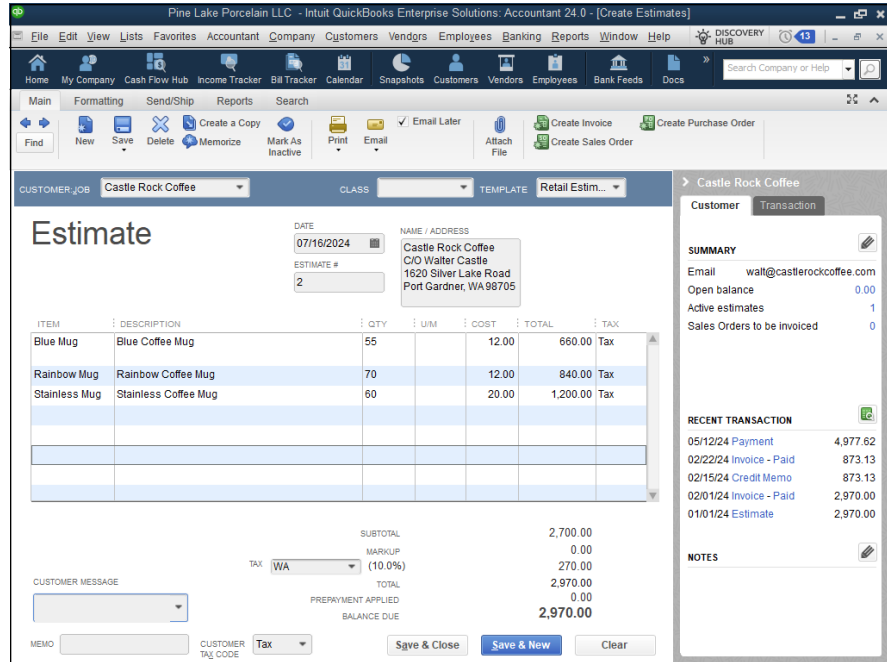 qb Pine Lake Porcelain LLC - Intuit QuickBooks Enterprise Solutions: Accountant 24.0 - [Create Estimates]
File Edit View Lists Favorites Accountant Company Customers Vendors Employees Banking Reports Window Help DISCOVERY HUB 13
Home My Company Cash Flow Hub Income Tracker Bill Tracker Calendar Snapshots Customers Vendors Employees Bank Feeds Docs » Search Company or Help
31
Main Formatting Send/Ship Reports Search
Find New Save Delete Create a Copy Memorize Mark As Inactive Print Email Email Later Attach File Create Invoice Create Sales Order Create Purchase Order
CUSTOMER:JOB Castle Rock Coffee CLASS TEMPLATE Retail Estim...
Estimate
DATE
07/16/2024
ESTIMATE #
2
NAME / ADDRESS
Castle Rock Coffee
C/O Walter Castle
1620 Silver Lake Road
Port Gardner, WA 98705
ITEM DESCRIPTION QTY U/M COST TOTAL TAX
Blue Mug Blue Coffee Mug 55 12.00 660.00 Tax
Rainbow Mug Rainbow Coffee Mug 70 12.00 840.00 Tax
Stainless Mug Stainless Coffee Mug 60 20.00 1,200.00 Tax
SUBTOTAL 2,700.00
MARKUP 0.00
TAX WA (10.0%) 270.00
TOTAL 2,970.00
PREPAYMENT APPLIED 0.00
BALANCE DUE 2,970.00
CUSTOMER MESSAGE
MEMO CUSTOMER TAX CODE Tax Save & Close Save & New Clear
Castle Rock Coffee
Customer Transaction
SUMMARY
Email walt@castlerockcoffee.com
Open balance 0.00
Active estimates 1
Sales Orders to be invoiced 0
RECENT TRANSACTION
05/12/24 Payment 4,977.62
02/22/24 Invoice - Paid 873.13
02/15/24 Credit Memo 873.13
02/01/24 Invoice - Paid 2,970.00
01/01/24 Estimate 2,970.00
NOTES